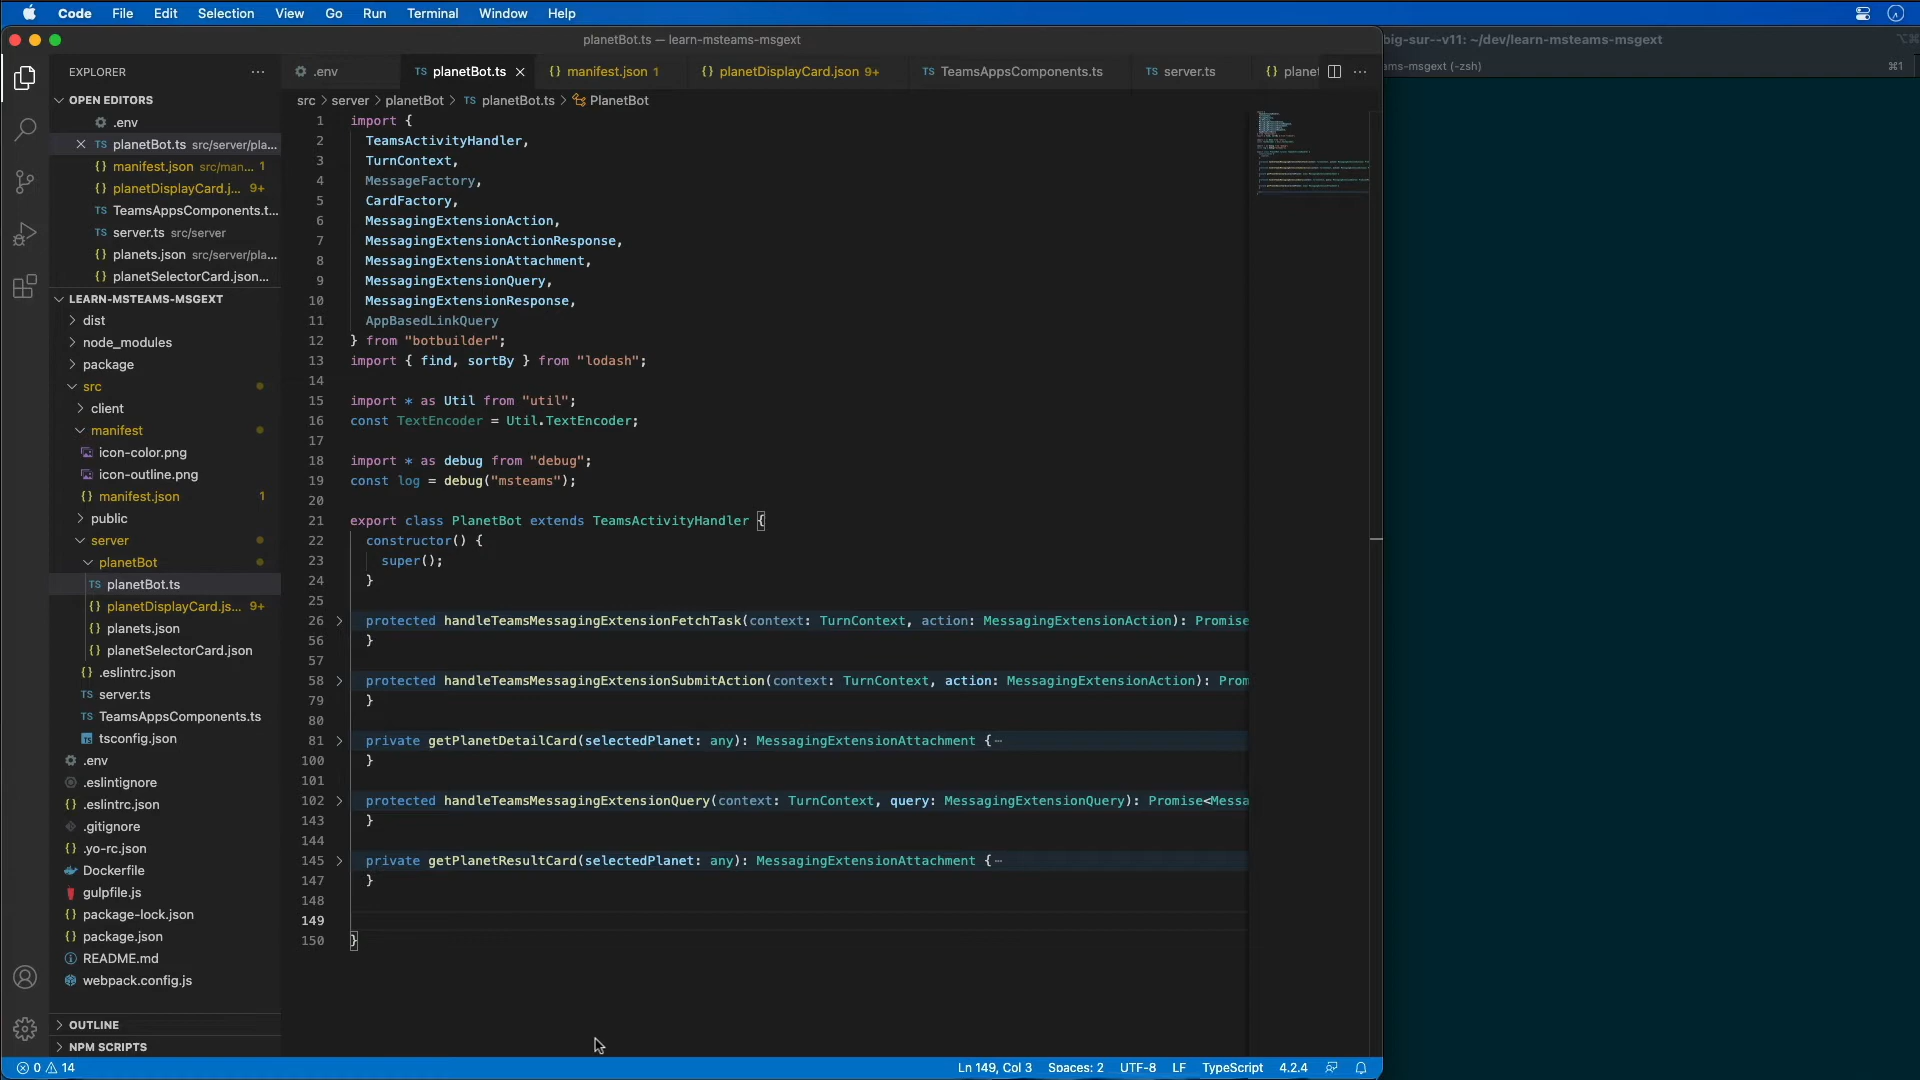 Code File Edit Selection View Go Run Terminal Window Help
planetBot.ts — learn-msteams-msgext
big-sur--v11: ~/dev/learn-msteams-msgext
ms-msgext (-zsh)
⌘1
EXPLORER
OPEN EDITORS
.env
planetBot.ts src/server/pla...
manifest.json src/man... 1
planetDisplayCard.j... 9+
TeamsAppsComponents.t...
server.ts src/server
planets.json src/server/pla...
planetSelectorCard.json...
LEARN-MSTEAMS-MSGEXT
dist
node_modules
package
src
client
manifest
icon-color.png
icon-outline.png
manifest.json 1
public
server
planetBot
planetBot.ts
planetDisplayCard.js... 9+
planets.json
planetSelectorCard.json
.eslintrc.json
server.ts
TeamsAppsComponents.ts
tsconfig.json
.env
.eslintignore
.eslintrc.json
.gitignore
.yo-rc.json
Dockerfile
gulpfile.js
package-lock.json
package.json
README.md
webpack.config.js
OUTLINE
NPM SCRIPTS
.env planetBot.ts manifest.json 1 planetDisplayCard.json 9+ TeamsAppsComponents.ts server.ts planet
src > server > planetBot > TS planetBot.ts > PlanetBot
1 import {
2 TeamsActivityHandler,
3 TurnContext,
4 MessageFactory,
5 CardFactory,
6 MessagingExtensionAction,
7 MessagingExtensionActionResponse,
8 MessagingExtensionAttachment,
9 MessagingExtensionQuery,
10 MessagingExtensionResponse,
11 AppBasedLinkQuery
12 } from "botbuilder";
13 import { find, sortBy } from "lodash";
14
15 import * as Util from "util";
16 const TextEncoder = Util.TextEncoder;
17
18 import * as debug from "debug";
19 const log = debug("msteams");
20
21 export class PlanetBot extends TeamsActivityHandler {
22 constructor() {
23 super();
24 }
25
26 protected handleTeamsMessagingExtensionFetchTask(context: TurnContext, action: MessagingExtensionAction): Promise
56 }
57
58 protected handleTeamsMessagingExtensionSubmitAction(context: TurnContext, action: MessagingExtensionAction): Prom
79 }
80
81 private getPlanetDetailCard(selectedPlanet: any): MessagingExtensionAttachment {…
100 }
101
102 protected handleTeamsMessagingExtensionQuery(context: TurnContext, query: MessagingExtensionQuery): Promise<Messa
143 }
144
145 private getPlanetResultCard(selectedPlanet: any): MessagingExtensionAttachment {…
147 }
148
149
150 }
0 14
Ln 149, Col 3 Spaces: 2 UTF-8 LF TypeScript 4.2.4